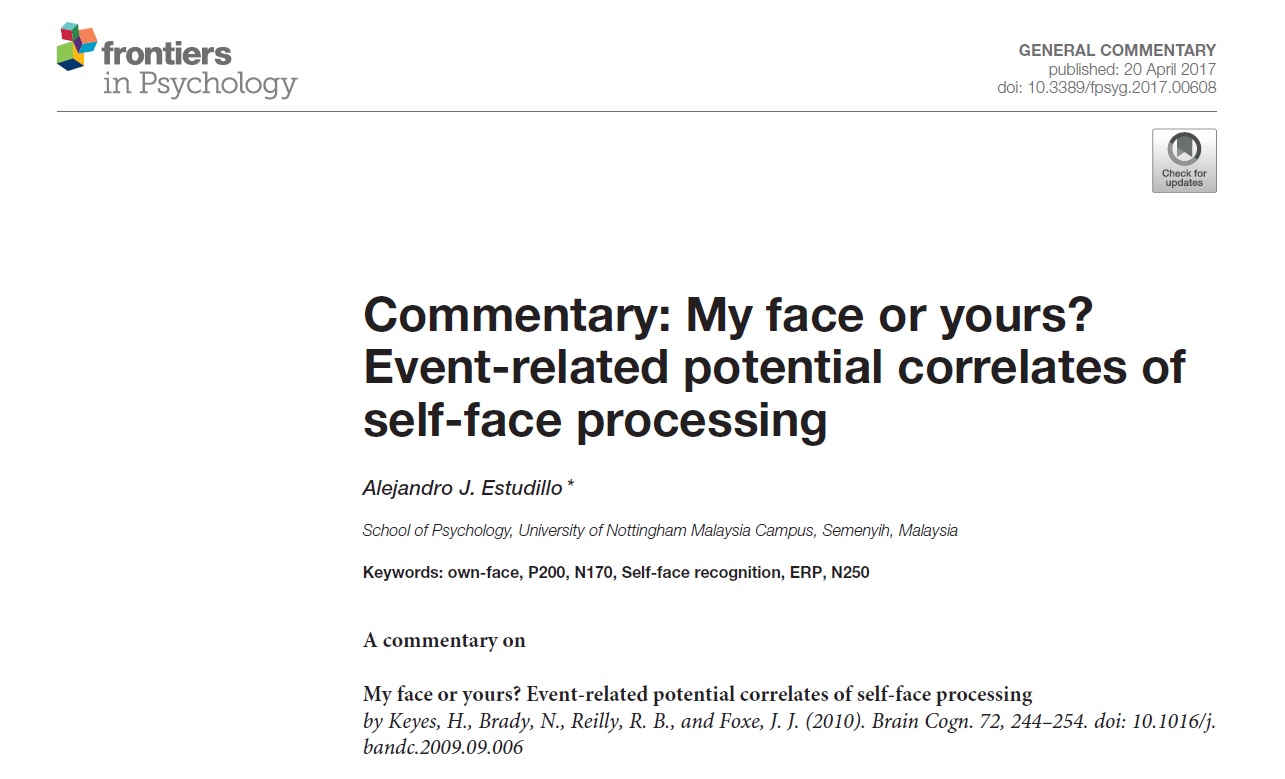 frontiers
in Psychology
GENERAL COMMENTARY
published: 20 April 2017
doi: 10.3389/fpsyg.2017.00608
Check for
updates
Commentary: My face or yours?
Event-related potential correlates of
self-face processing
Alejandro J. Estudillo*
School of Psychology, University of Nottingham Malaysia Campus, Semenyih, Malaysia
Keywords: own-face, P200, N170, Self-face recognition, ERP, N250
A commentary on
My face or yours? Event-related potential correlates of self-face processing
by Keyes, H., Brady, N., Reilly, R. B., and Foxe, J. J. (2010). Brain Cogn. 72, 244–254. doi: 10.1016/j.
bandc.2009.09.006